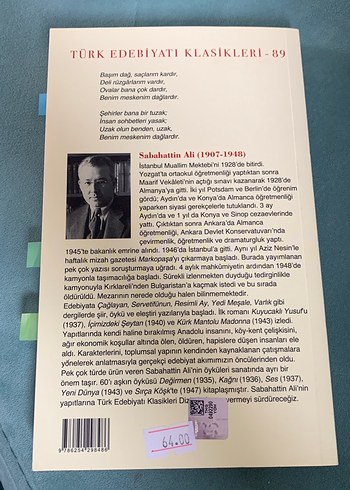 TÜRK EDEBİYATI KLASİKLERİ - 89
Başım dağ, saçlarım kardır,
Deli rüzgârlarım vardır,
Ovalar bana çok dardır,
Benim meskenim dağlardır.
Şehirler bana bir tuzak;
İnsan sohbetleri yasak;
Uzak olun benden, uzak,
Benim meskenim dağlardır.
Sabahattin Ali (1907-1948)
İstanbul Muallim Mektebi'ni 1928'de bitirdi.
Yozgat'ta ortaokul öğretmenliği yaptıktan sonra
Maarif Vekâleti'nin açtığı sınavı kazanarak 1928'de
Almanya'ya gitti. İki yıl Potsdam ve Berlin'de öğrenim
gördü; Aydın'da ve Konya'da Almanca öğretmenliği
yaparken siyasi gerekçelerle tutuklandı. 3 ay
Aydın'da ve 1 yıl da Konya ve Sinop cezaevlerinde
yattı. Çıktıktan sonra Ankara'da Almanca
öğretmenliği, Ankara Devlet Konservatuvarı'nda
çevirmenlik, öğretmenlik ve dramaturgluk yaptı.
1945'te bakanlık emrine alındı. 1946'da İstanbul'a gitti. Aynı yıl Aziz Nesin'le
haftalık mizah gazetesi Markopaşa'yı çıkarmaya başladı. Burada yayımlanan
pek çok yazısı soruşturmaya uğradı. 4 aylık mahkûmiyetin ardından 1948'de
kamyonla taşımacılığa başladı. Sürekli izlenmekten duyduğu tedirginlikle
kamyonuyla Kırklareli'nden Bulgaristan'a kaçmak istedi ve bu sırada
öldürüldü. Mezarının nerede olduğu halen bilinmemektedir.
Edebiyata Çağlayan, Servetifünun, Resimli Ay, Yedi Meşale, Varlık gibi
dergilerde şiir, öykü ve eleştiri yazılarıyla başladı. İlk romanı Kuyucaklı Yusufu
(1937), İçimizdeki Şeytan (1940) ve Kürk Mantolu Madonna (1943) izledi.
Yapıtlarında kendi haline bırakılmış Anadolu insanını, köy-kent çelişkisini,
ağır ekonomik koşullar altında ölen, öldüren, hapislere düşen insanları ele
aldı. Karakterlerini, toplumsal yapının kendinden kaynaklanan çatışmalara
yönelerek anlatmasıyla gerçekçi edebiyat akımımızın öncülerinden oldu.
Pek çok türde ürün veren Sabahattin Ali'nin öyküleri sanatında ayrı bir
önem taşır. 60'ı aşkın öyküsü Değirmen (1935), Kağnı (1936), Ses (1937),
Yeni Dünya (1943) ve Sırça Köşk'te (1947) kitaplaşmıştır. Sabahattin Ali'nin
yapıtlarına Türk Edebiyatı Klasikleri Diz vermeyi sürdüreceğiz.
64.00
9 786254 298486